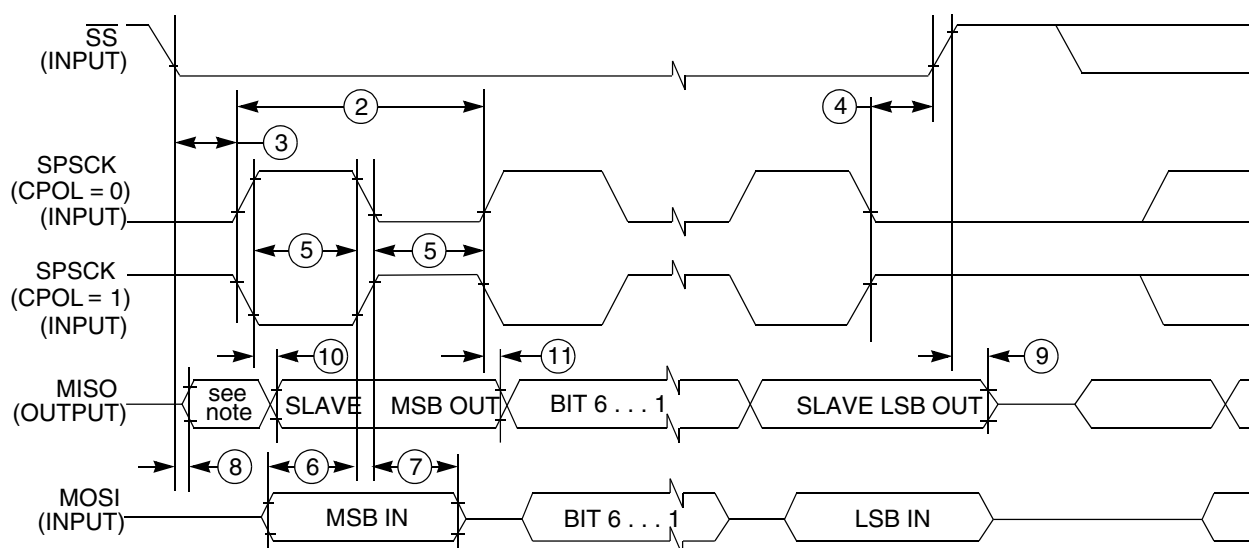 SS
(INPUT)
2
4
3
SPSCK
(CPOL = 0)
(INPUT)
5
5
SPSCK
(CPOL = 1)
(INPUT)
10
11
9
MISO
(OUTPUT)
see
note
SLAVE
MSB OUT
BIT 6 . . . 1
SLAVE LSB OUT
8
6
7
MOSI
(INPUT)
MSB IN
BIT 6 . . . 1
LSB IN